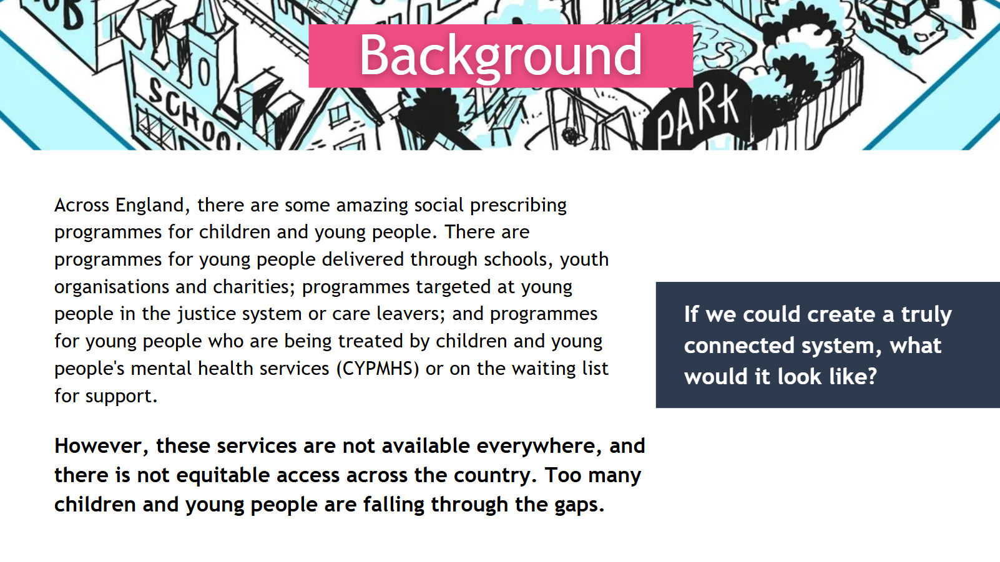 Background
SCHOOL
PARK
Across England, there are some amazing social prescribing
programmes for children and young people. There are
programmes for young people delivered through schools, youth
organisations and charities; programmes targeted at young
people in the justice system or care leavers; and programmes
for young people who are being treated by children and young
people's mental health services (CYPMHS) or on the waiting list
for support.
However, these services are not available everywhere, and
there is not equitable access across the country. Too many
children and young people are falling through the gaps.
If we could create a truly
connected system, what
would it look like?